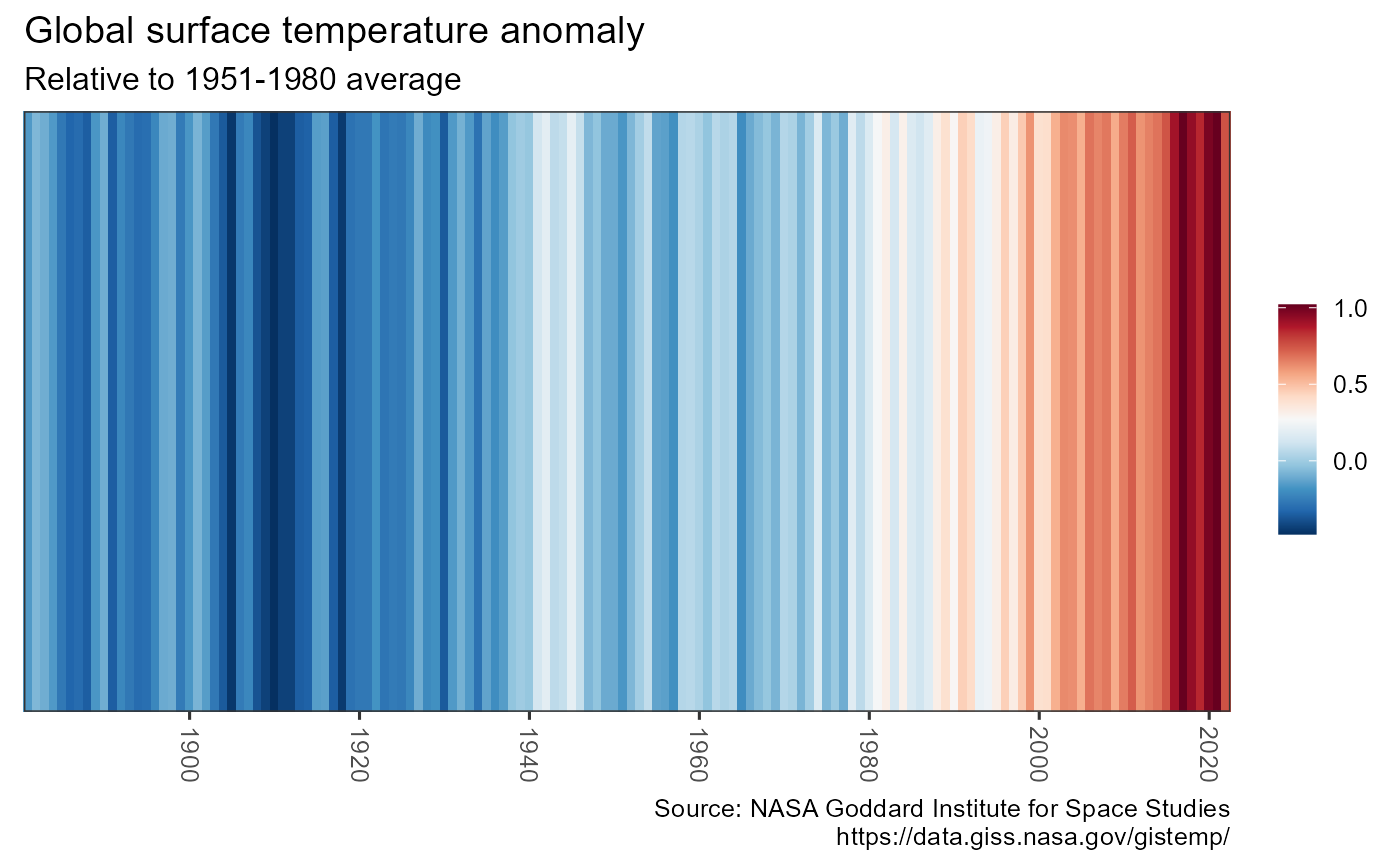 Global surface temperature anomaly
Relative to 1951-1980 average
1.0
0.5
0.0
1900
1920
1940
1960
1980
2000
2020
Source: NASA Goddard Institute for Space Studies
https://data.giss.nasa.gov/gistemp/